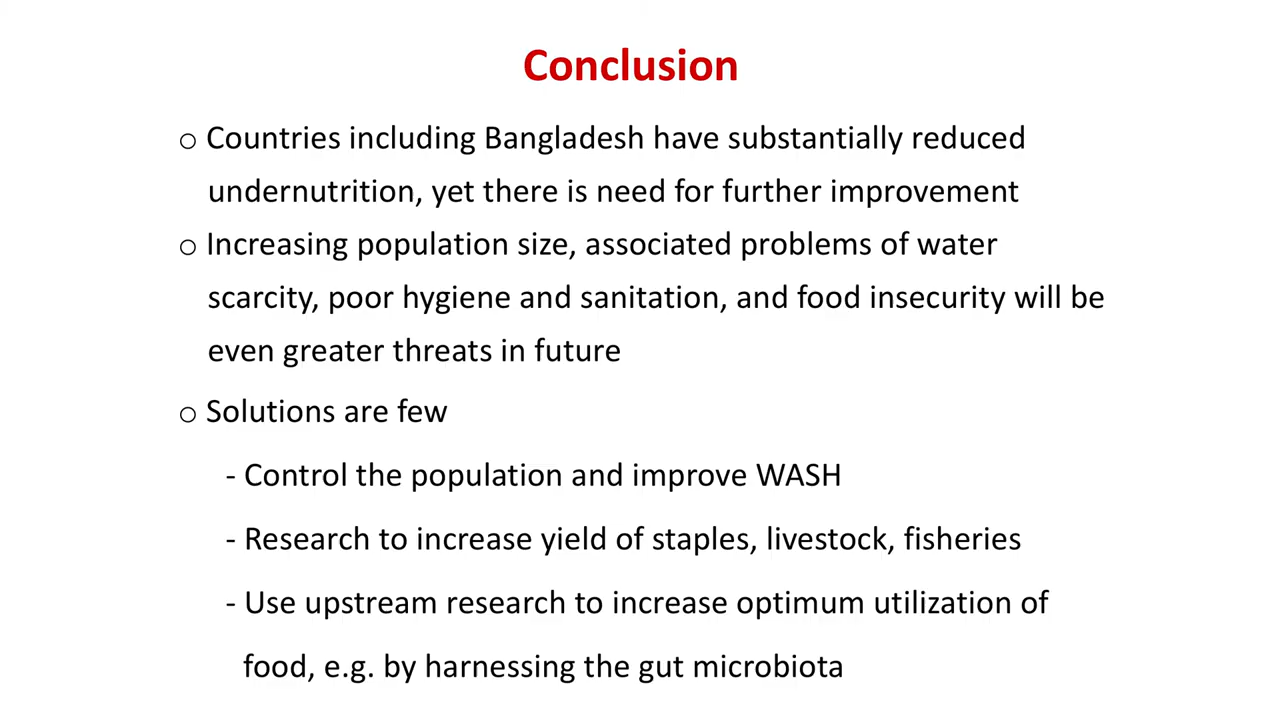 Conclusion
o Countries including Bangladesh have substantially reduced
undernutrition, yet there is need for further improvement
o Increasing population size, associated problems of water
scarcity, poor hygiene and sanitation, and food insecurity will be
even greater threats in future
o Solutions are few
- Control the population and improve WASH
- Research to increase yield of staples, livestock, fisheries
- Use upstream research to increase optimum utilization of
food, e.g. by harnessing the gut microbiota